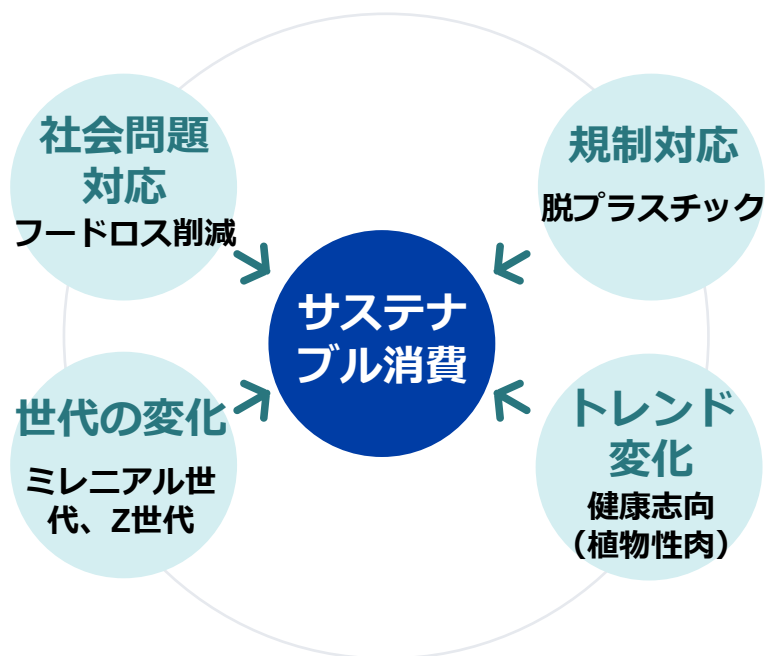 社会問題
対応
フードロス削減
規制対応
脱プラスチック
サステナ
ブル消費
世代の変化
ミレニアル世
代、Z世代
トレンド
変化
健康志向
（植物性肉）